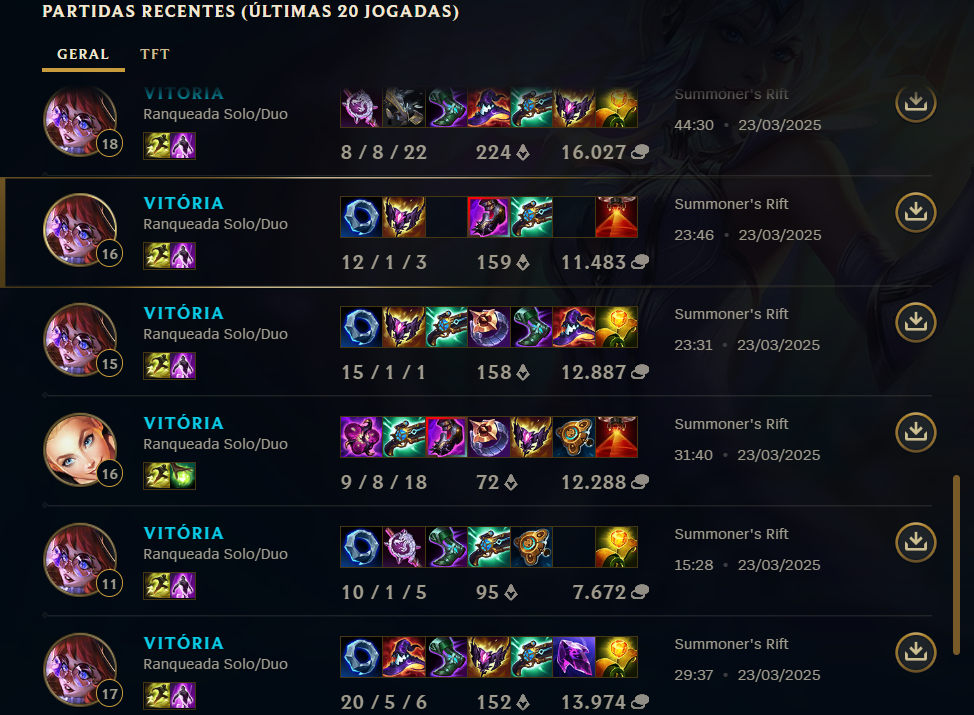 PARTIDAS RECENTES (ÚLTIMAS 20 JOGADAS)
GERAL TFT
VITÓRIA
Ranqueada Solo/Duo
18
8 / 8 / 22 224 16.027
Summoner's Rift
44:30 • 23/03/2025
VITÓRIA
Ranqueada Solo/Duo
16
12 / 1 / 3 159 11.483
Summoner's Rift
23:46 • 23/03/2025
VITÓRIA
Ranqueada Solo/Duo
15
15 / 1 / 1 158 12.887
Summoner's Rift
23:31 • 23/03/2025
VITÓRIA
Ranqueada Solo/Duo
16
9 / 8 / 18 72 12.288
Summoner's Rift
31:40 • 23/03/2025
VITÓRIA
Ranqueada Solo/Duo
11
10 / 1 / 5 95 7.672
Summoner's Rift
15:28 • 23/03/2025
VITÓRIA
Ranqueada Solo/Duo
17
20 / 5 / 6 152 13.974
Summoner's Rift
29:37 • 23/03/2025